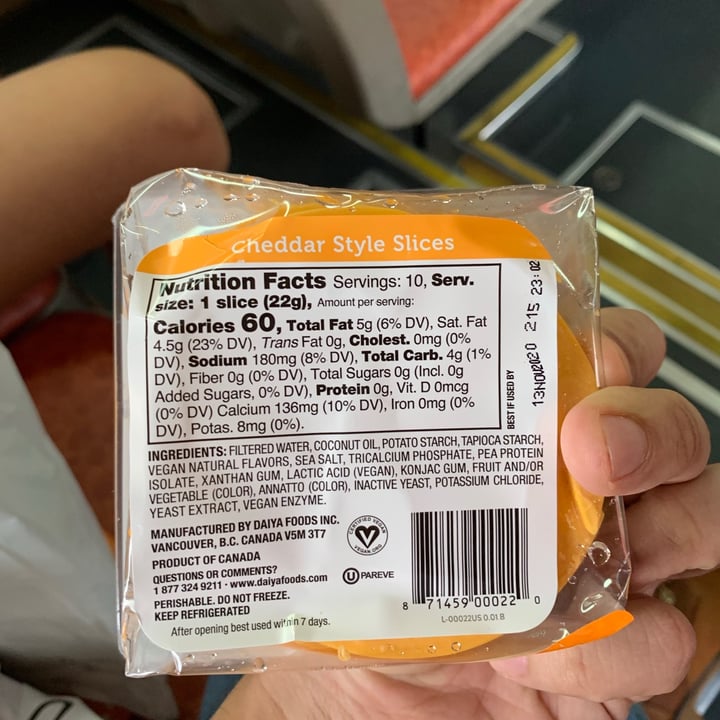 Cheddar Style Slices
Nutrition Facts Servings: 10, Serv.
size: 1 slice (22g), Amount per serving:
Calories 60, Total Fat 5g (6% DV), Sat. Fat
4.5g (23% DV), Trans Fat 0g, Cholest. 0mg (0%
DV), Sodium 180mg (8% DV), Total Carb. 4g (1%
DV), Fiber 0g (0% DV), Total Sugars 0g (Incl. 0g
Added Sugars, 0% DV), Protein 0g, Vit. D 0mcg
(0% DV) Calcium 136mg (10% DV), Iron 0mg (0%
DV), Potas. 8mg (0%).
BEST IF USED BY
13NOV2020 215 23:02
INGREDIENTS: FILTERED WATER, COCONUT OIL, POTATO STARCH, TAPIOCA STARCH,
VEGAN NATURAL FLAVORS, SEA SALT, TRICALCIUM PHOSPHATE, PEA PROTEIN
ISOLATE, XANTHAN GUM, LACTIC ACID (VEGAN), KONJAC GUM, FRUIT AND/OR
VEGETABLE (COLOR), ANNATTO (COLOR), INACTIVE YEAST, POTASSIUM CHLORIDE,
YEAST EXTRACT, VEGAN ENZYME.
MANUFACTURED BY DAIYA FOODS INC.
VANCOUVER, B.C. CANADA V5M 3T7
PRODUCT OF CANADA
QUESTIONS OR COMMENTS?
1 877 324 9211 · www.daiyafoods.com
PERISHABLE. DO NOT FREEZE.
KEEP REFRIGERATED
After opening best used within 7 days.
CERTIFIED VEGAN
VEGAN.ORG
U PAREVE
8 71459 00022 0
L-00022US 0.01B